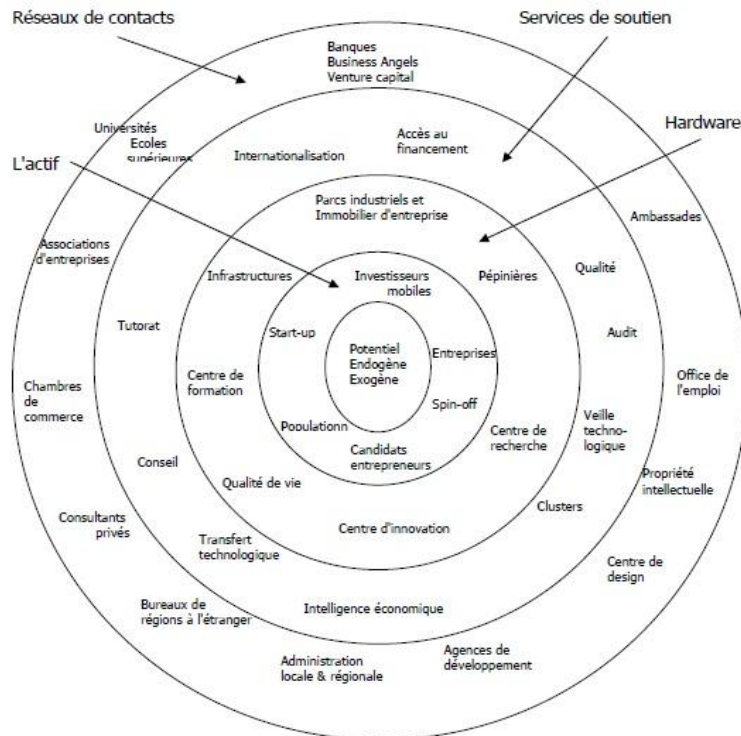 Réseaux de contacts
Services de soutien
Banques
Business Angels
Venture capital
Hardware
Universités
Ecoles
supérieures
Internationalisation
Accès au
financement
L'actif
Parcs industriels et
Immobilier d'entreprise
Ambassades
Associations
d'entreprises
Infrastructures
Investisseurs
mobiles
Pépinières
Qualité
Tutorat
Start-up
Audit
Potentiel
Endogène
Exogène
Entreprises
Centre de
formation
Office de
l'emploi
Chambres
de
commerce
Spin-off
Populationn
Centre de
recherche
Veille
techno-
logique
Candidats
entrepreneurs
Conseil
Qualité de vie
Propriété
intellectuelle
Consultants
privés
Clusters
Transfert
technologique
Centre d'innovation
Centre de
design
Bureaux de
régions à l'étranger
Intelligence économique
Administration
locale & régionale
Agences de
développement